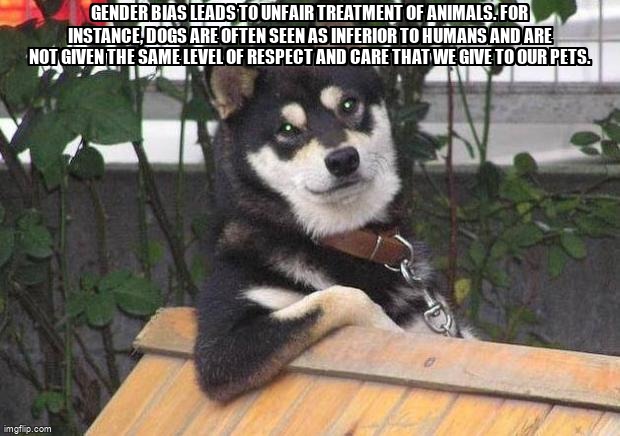 GENDER BIAS LEADS TO UNFAIR TREATMENT OF ANIMALS. FOR
INSTANCE, DOGS ARE OFTEN SEEN AS INFERIOR TO HUMANS AND ARE
NOT GIVEN THE SAME LEVEL OF RESPECT AND CARE THAT WE GIVE TO OUR PETS.
imgflip.com